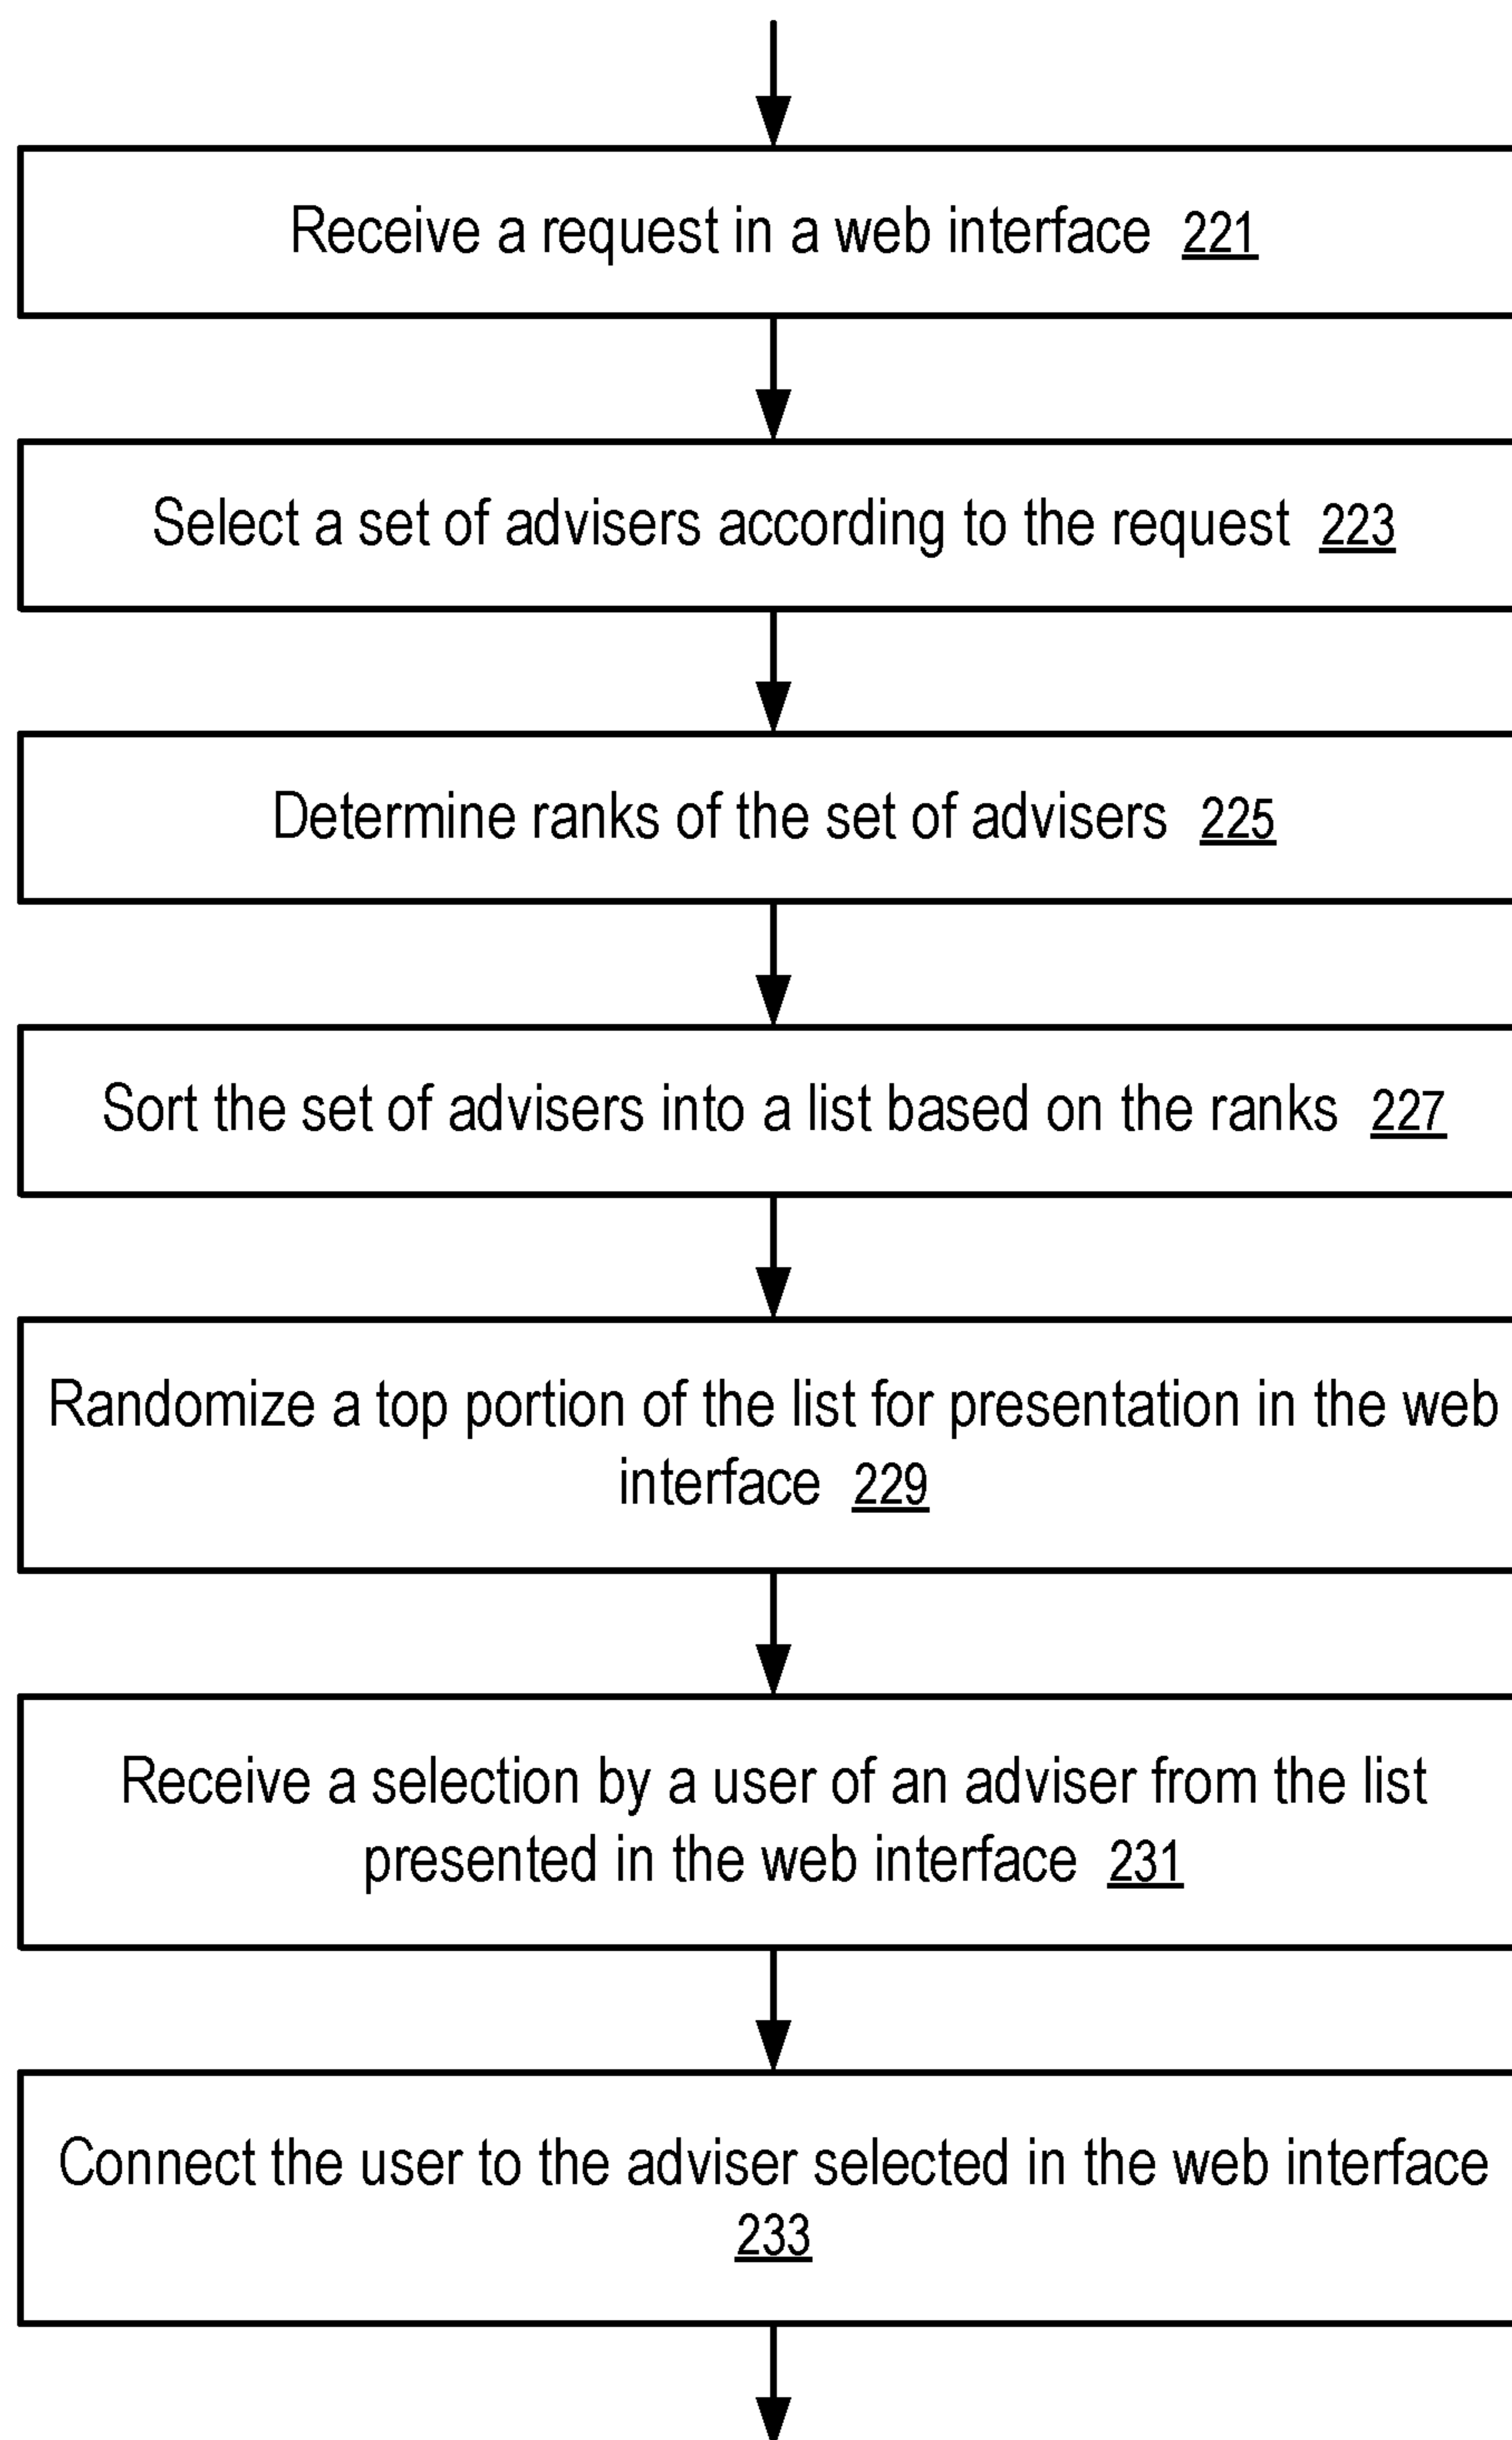 Receive a request in a web interface 221
Select a set of advisers according to the request 223
Determine ranks of the set of advisers 225
Sort the set of advisers into a list based on the ranks 227
Randomize a top portion of the list for presentation in the web
interface 229
Receive a selection by a user of an adviser from the list
presented in the web interface 231
Connect the user to the adviser selected in the web interface
233